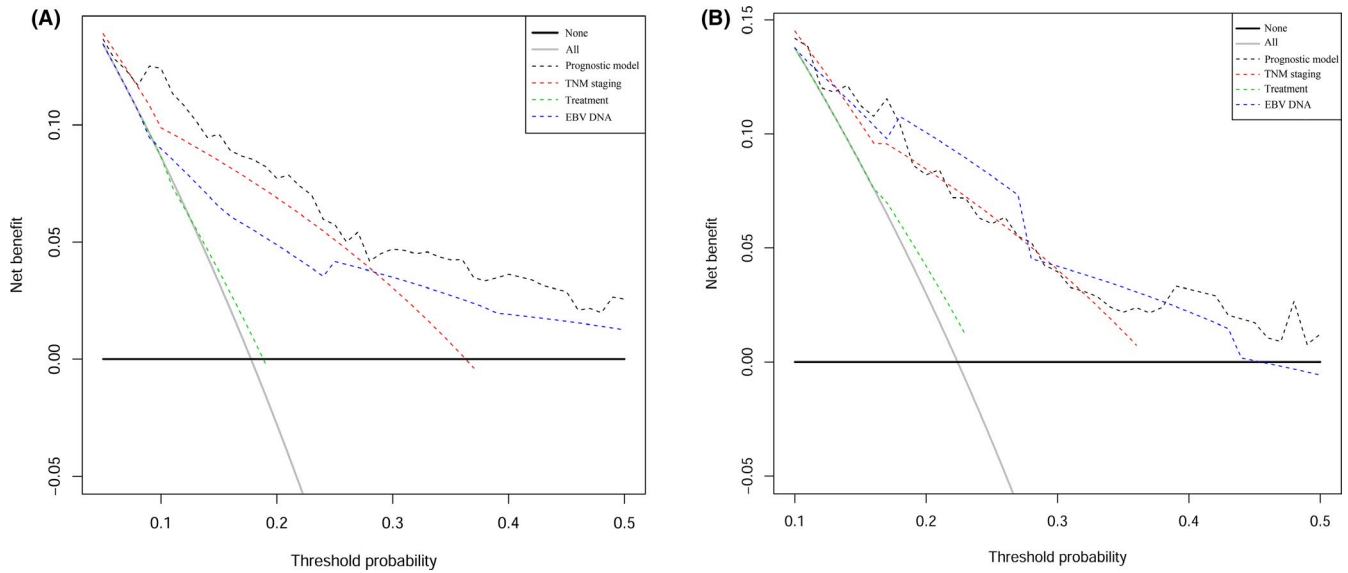 (A)
None
All
Prognostic model
TNM staging
Treatment
EBV DNA
Net benefit
0.10
0.05
0.00
−0.05
0.1 0.2 0.3 0.4 0.5
Threshold probability
(B)
None
All
Prognostic model
TNM staging
Treatment
EBV DNA
Net benefit
0.15
0.10
0.05
0.00
−0.05
0.1 0.2 0.3 0.4 0.5
Threshold probability